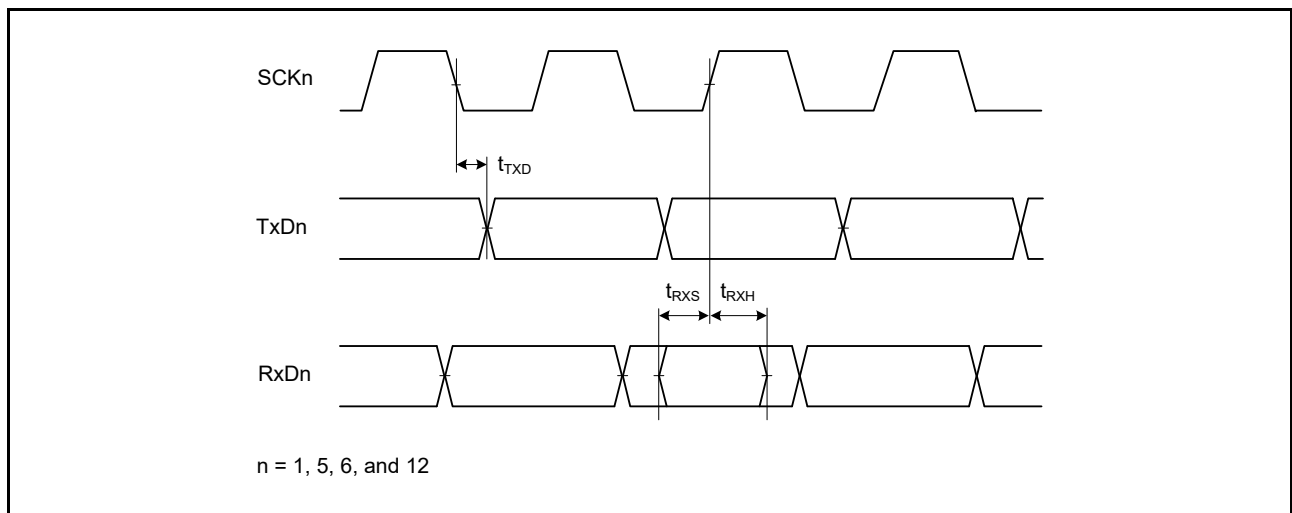 SCKn
tTXD
TxDn
tRXS tRXH
RxDn
n = 1, 5, 6, and 12